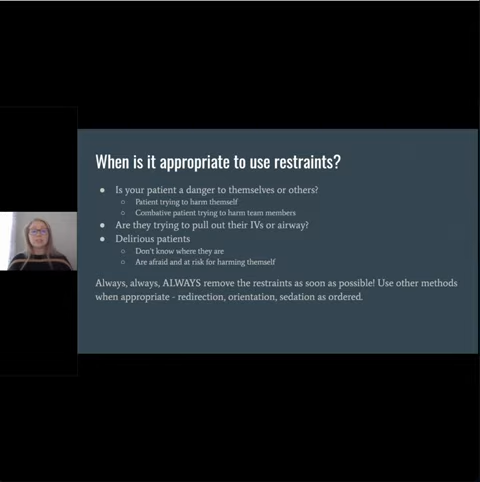 When is it appropriate to use restraints?
● Is your patient a danger to themselves or others?
○ Patient trying to harm themself
○ Combative patient trying to harm team members
● Are they trying to pull out their IVs or airway?
● Delirious patients
○ Don't know where they are
○ Are afraid and at risk for harming themself
Always, always, ALWAYS remove the restraints as soon as possible! Use other methods
when appropriate - redirection, orientation, sedation as ordered.